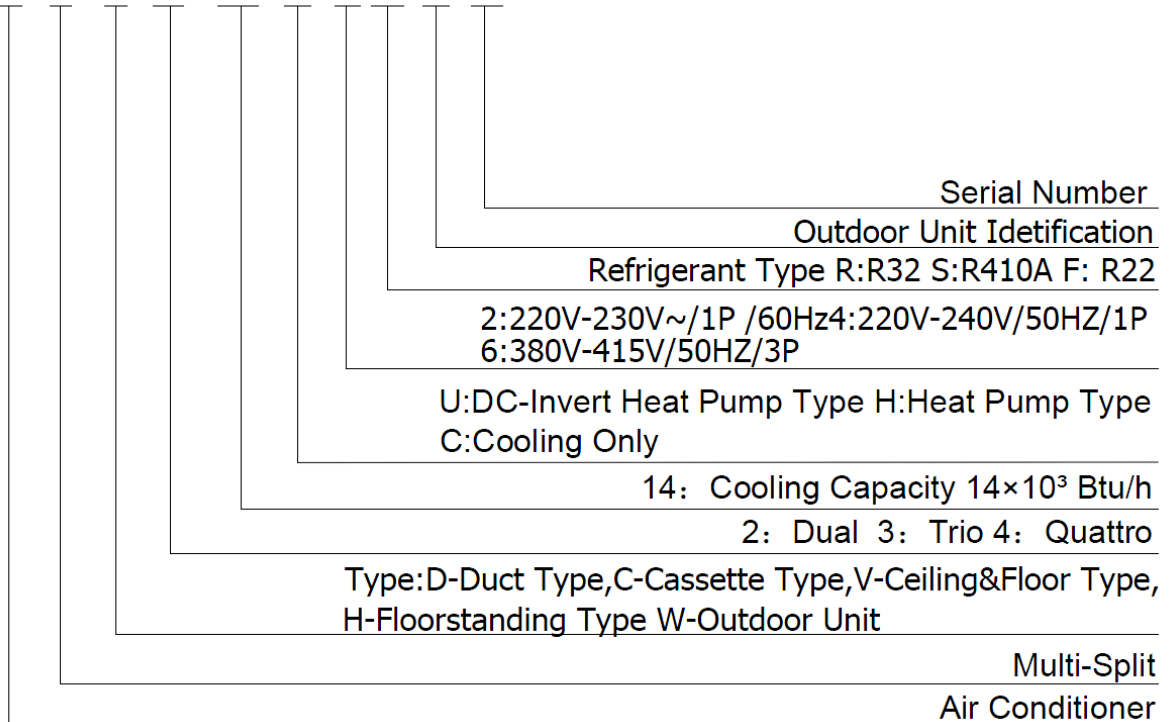 Serial Number
Outdoor Unit Idetification
Refrigerant Type R:R32 S:R410A F: R22
2:220V-230V~/1P /60Hz4:220V-240V/50HZ/1P
6:380V-415V/50HZ/3P
U:DC-Invert Heat Pump Type H:Heat Pump Type
C:Cooling Only
14：Cooling Capacity 14×10³ Btu/h
2：Dual 3：Trio 4：Quattro
Type:D-Duct Type,C-Cassette Type,V-Ceiling&Floor Type,
H-Floorstanding Type W-Outdoor Unit
Multi-Split
Air Conditioner